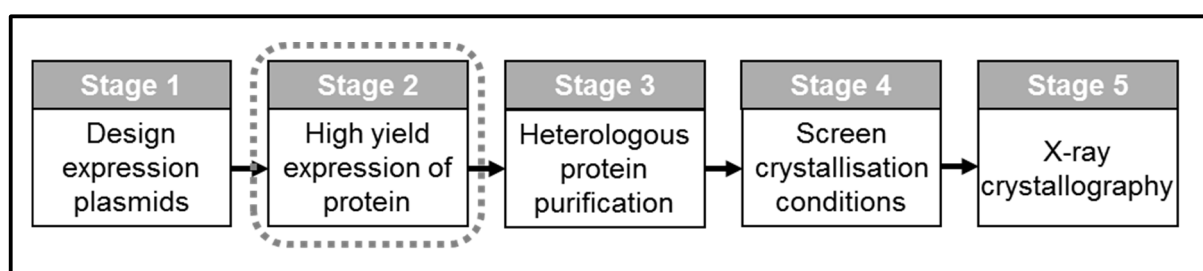 Stage 1
Design
expression
plasmids
Stage 2
High yield
expression of
protein
Stage 3
Heterologous
protein
purification
Stage 4
Screen
crystallisation
conditions
Stage 5
X-ray
crystallography